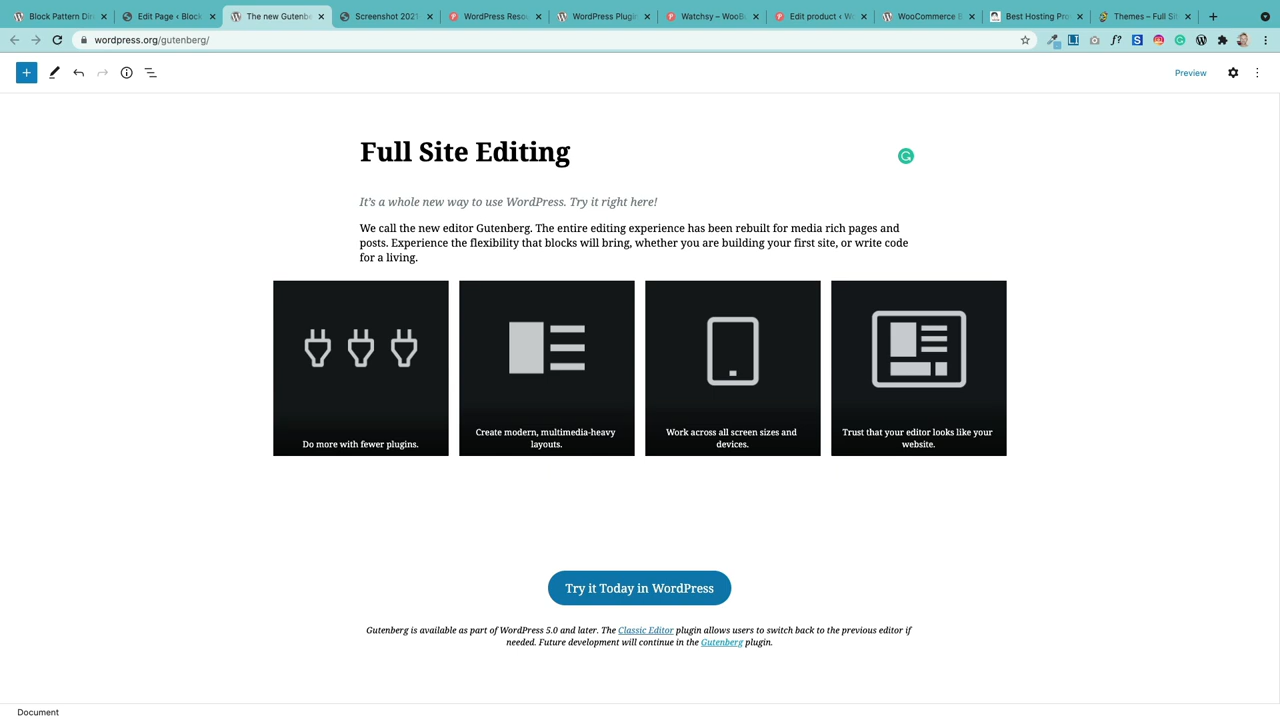 Block Pattern Din
Edit Page ‹ Block
The new Gutenbe
Screenshot 2021
WordPress Resou
WordPress Plugin
Watchsy – WooB
Edit product ‹ W
WooCommerce B
Best Hosting Pro
Themes – Full Sit
wordpress.org/gutenberg/
Preview
Full Site Editing
It's a whole new way to use WordPress. Try it right here!
We call the new editor Gutenberg. The entire editing experience has been rebuilt for media rich pages and
posts. Experience the flexibility that blocks will bring, whether you are building your first site, or write code
for a living.
Do more with fewer plugins.
Create modern, multimedia-heavy
layouts.
Work across all screen sizes and
devices.
Trust that your editor looks like your
website.
Try it Today in WordPress
Gutenberg is available as part of WordPress 5.0 and later. The Classic Editor plugin allows users to switch back to the previous editor if
needed. Future development will continue in the Gutenberg plugin.
Document